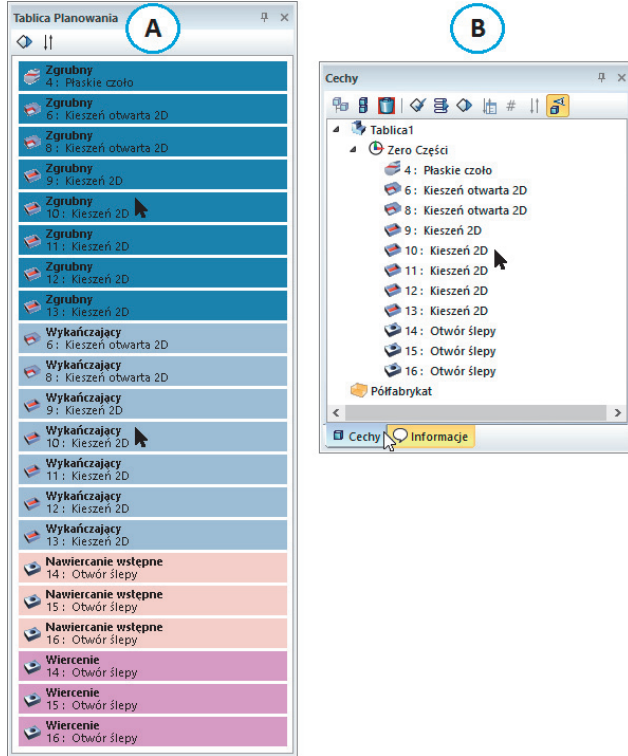 Tablica Planowania
A
Zgrubny
4: Płaskie czoło
Zgrubny
6: Kieszeń otwarta 2D
Zgrubny
8: Kieszeń otwarta 2D
Zgrubny
9: Kieszeń 2D
Zgrubny
10: Kieszeń 2D
Zgrubny
11: Kieszeń 2D
Zgrubny
12: Kieszeń 2D
Zgrubny
13: Kieszeń 2D
Wykańczający
6: Kieszeń otwarta 2D
Wykańczający
8: Kieszeń otwarta 2D
Wykańczający
9: Kieszeń 2D
Wykańczający
10: Kieszeń 2D
Wykańczający
11: Kieszeń 2D
Wykańczający
12: Kieszeń 2D
Wykańczający
13: Kieszeń 2D
Nawiercanie wstępne
14: Otwór ślepy
Nawiercanie wstępne
15: Otwór ślepy
Nawiercanie wstępne
16: Otwór ślepy
Wiercenie
14: Otwór ślepy
Wiercenie
15: Otwór ślepy
Wiercenie
16: Otwór ślepy
B
Cechy
Tablica1
Zero Części
4: Płaskie czoło
6: Kieszeń otwarta 2D
8: Kieszeń otwarta 2D
9: Kieszeń 2D
10: Kieszeń 2D
11: Kieszeń 2D
12: Kieszeń 2D
13: Kieszeń 2D
14: Otwór ślepy
15: Otwór ślepy
16: Otwór ślepy
Półfabrykat
Cechy Informacje